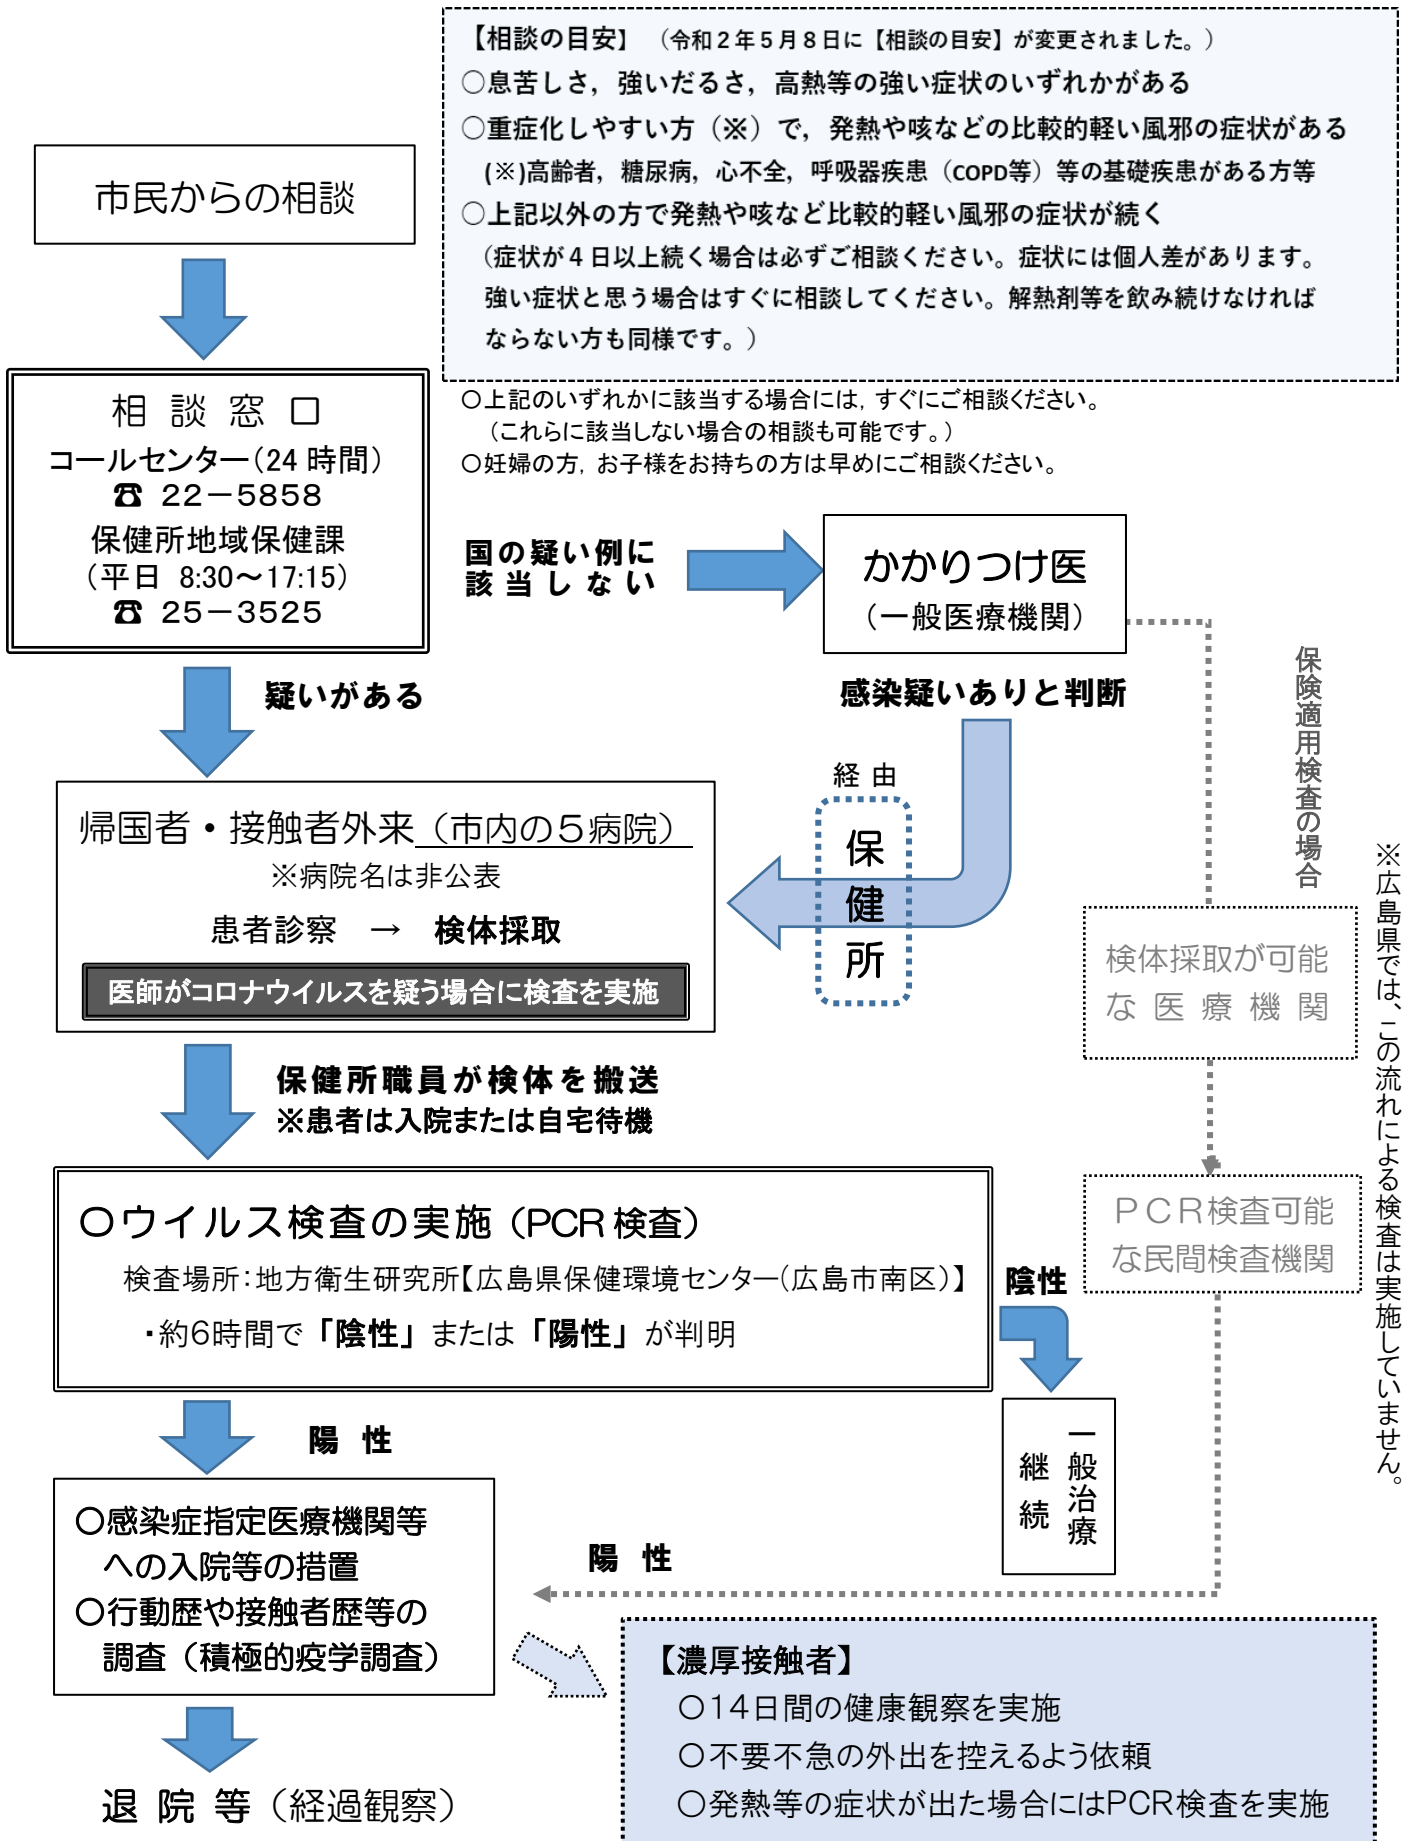 【相談の目安】 （令和２年５月８日に【相談の目安】が変更されました。）
○息苦しさ，強いだるさ，高熱等の強い症状のいずれかがある
○重症化しやすい方（※）で，発熱や咳などの比較的軽い風邪の症状がある
(※)高齢者，糖尿病，心不全，呼吸器疾患（COPD等）等の基礎疾患がある方等
○上記以外の方で発熱や咳など比較的軽い風邪の症状が続く
（症状が４日以上続く場合は必ずご相談ください。症状には個人差があります。
強い症状と思う場合はすぐに相談してください。解熱剤等を飲み続けなければ
ならない方も同様です。）
市民からの相談
〇上記のいずれかに該当する場合には，すぐにご相談ください。
（これらに該当しない場合の相談も可能です。）
〇妊婦の方，お子様をお持ちの方は早めにご相談ください。
相 談 窓 口
コールセンター（24 時間）
☎ 22－5858
保健所地域保健課
（平日 8:30～17:15）
☎ 25－3525
国の疑い例に
該当しない
かかりつけ医
（一般医療機関）
疑いがある
感染疑いありと判断
保険適用検査の場合
経 由
保健所
帰国者・接触者外来（市内の５病院）
※病院名は非公表
患者診察 → 検体採取
医師がコロナウイルスを疑う場合に検査を実施
検体採取が可能
な 医 療 機 関
※広島県では、この流れによる検査は実施していません。
保健所職員が検体を搬送
※患者は入院または自宅待機
〇ウイルス検査の実施（PCR 検査）
検査場所：地方衛生研究所【広島県保健環境センター（広島市南区）】
・約６時間で「陰性」または「陽性」が判明
ＰＣＲ検査可能
な民間検査機関
陰性
一般治療
継続
陽 性
〇感染症指定医療機関等
への入院等の措置
〇行動歴や接触者歴等の
調査（積極的疫学調査）
陽 性
【濃厚接触者】
〇14日間の健康観察を実施
〇不要不急の外出を控えるよう依頼
〇発熱等の症状が出た場合にはPCR検査を実施
退 院 等（経過観察）